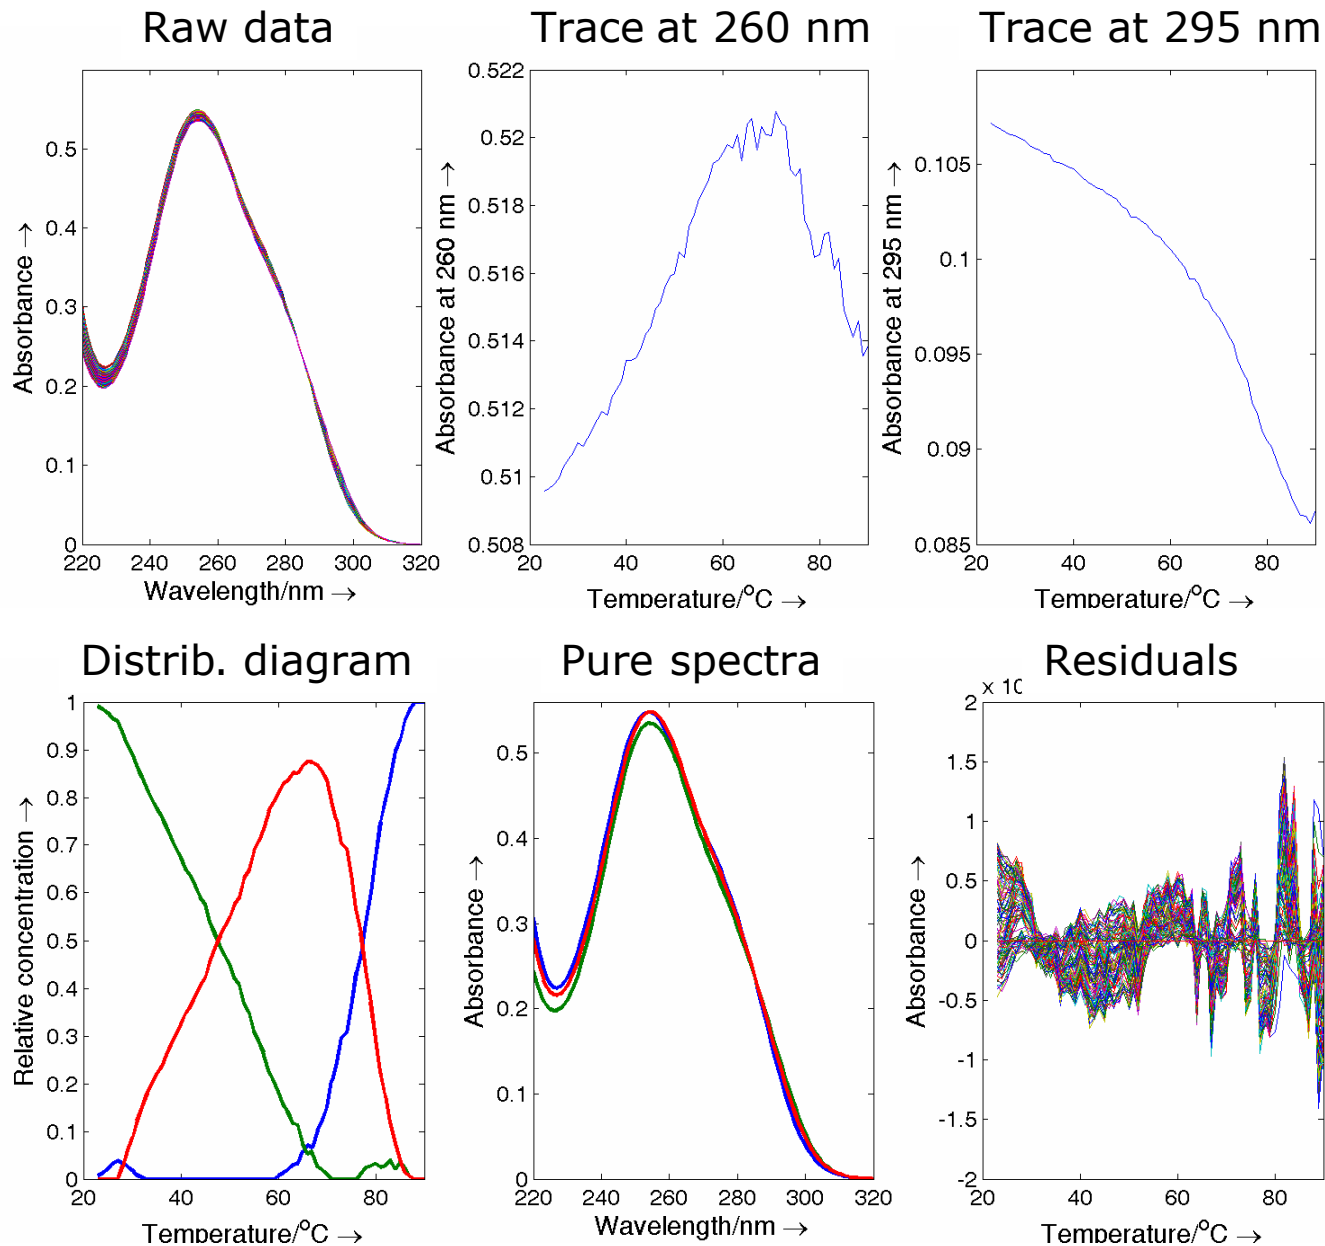 Raw data
Trace at 260 nm
Trace at 295 nm
0.5
0.4
0.3
0.2
0.1
0
220 240 260 280 300 320
Absorbance →
Wavelength/nm →
0.522
0.52
0.518
0.516
0.514
0.512
0.51
0.508
20 40 60 80
Absorbance at 260 nm →
Temperature/°C →
0.105
0.1
0.095
0.09
0.085
20 40 60 80
Absorbance at 295 nm →
Temperature/°C →
Distrib. diagram
Pure spectra
Residuals
1
0.9
0.8
0.7
0.6
0.5
0.4
0.3
0.2
0.1
0
20 40 60 80
Relative concentration →
Temperature/°C →
0.5
0.4
0.3
0.2
0.1
0
220 240 260 280 300 320
Absorbance →
Wavelength/nm →
× 10
2
1.5
1
0.5
0
-0.5
-1
-1.5
-2
20 40 60 80
Absorbance →
Temperature/°C →